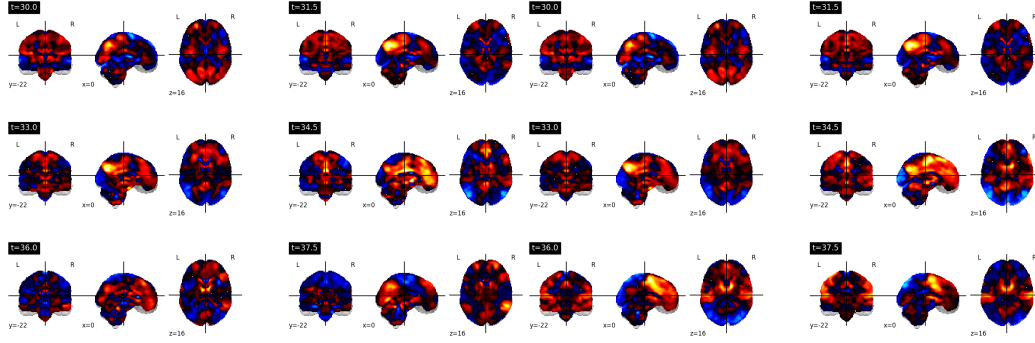 t=30.0 t=31.5 t=30.0 t=31.5
L R L R L R L R
y=-22 x=0 z=16 y=-22 x=0 z=16 y=-22 x=0 z=16 y=-22 x=0 z=16
t=33.0 t=34.5 t=33.0 t=34.5
L R L R L R L R
y=-22 x=0 z=16 y=-22 x=0 z=16 y=-22 x=0 z=16 y=-22 x=0 z=16
t=36.0 t=37.5 t=36.0 t=37.5
L R L R L R L R
y=-22 x=0 z=16 y=-22 x=0 z=16 y=-22 x=0 z=16 y=-22 x=0 z=16